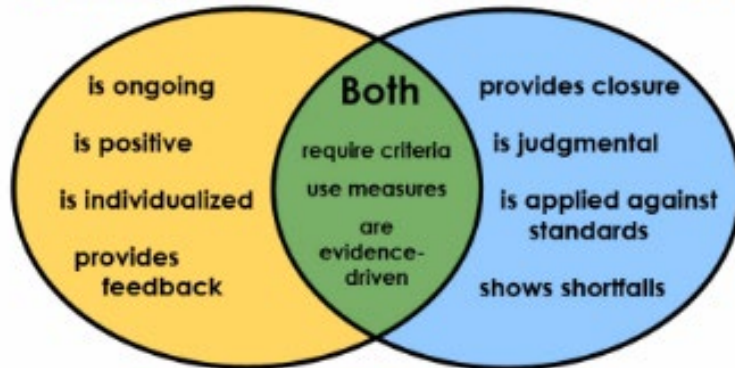 is ongoing
is positive
is individualized
provides
feedback
Both
require criteria
use measures
are
evidence-
driven
provides closure
is judgmental
is applied against
standards
shows shortfalls